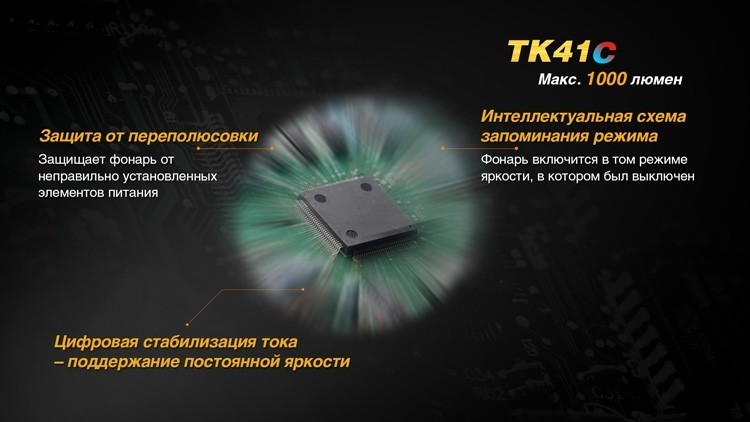 TK41C
Макс. 1000 люмен
Защита от переполюсовки
Защищает фонарь от
неправильно установленных
элементов питания
Интеллектуальная схема
запоминания режима
Фонарь включится в том режиме
яркости, в котором был выключен
Цифровая стабилизация тока
– поддержание постоянной яркости